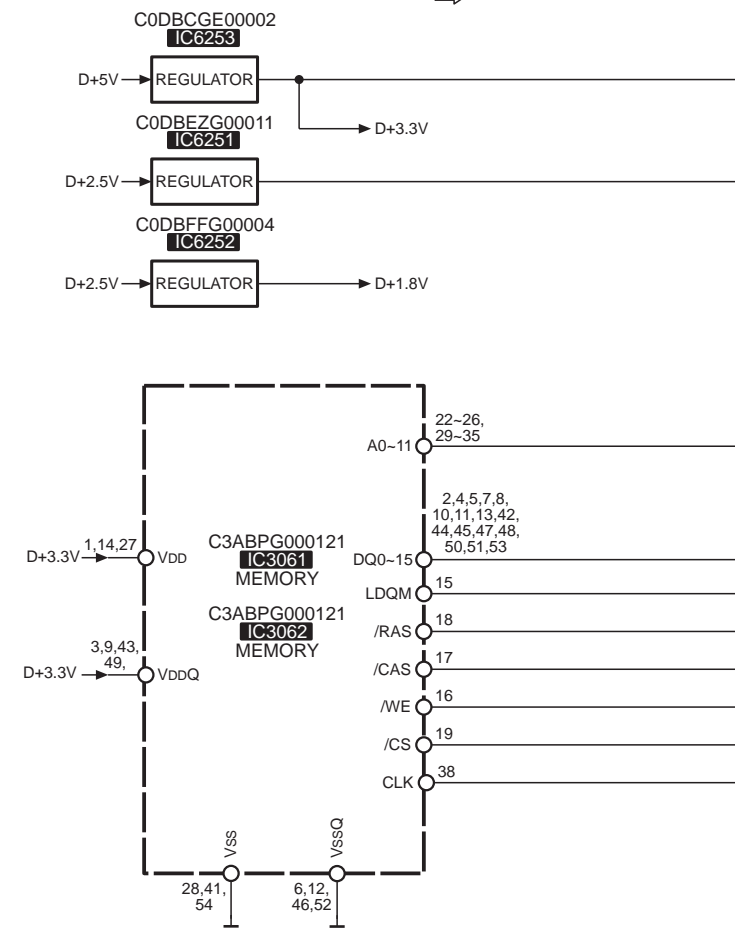 C0DBCGE00002
IC6253
D+5V REGULATOR
D+3.3V
C0DBEZG00011
IC6251
D+2.5V REGULATOR
C0DBFFG00004
IC6252
D+2.5V REGULATOR D+1.8V
22~26,
29~35
A0~11
2,4,5,7,8,
10,11,13,42,
44,45,47,48,
50,51,53
DQ0~15
D+3.3V 1,14,27 VDD
C3ABPG000121
IC3061
MEMORY
LDQM 15
C3ABPG000121
IC3062
MEMORY
/RAS 18
3,9,43,
49,
D+3.3V VDDQ
/CAS 17
/WE 16
/CS 19
CLK 38
VSS
VSSQ
28,41,
54
6,12,
46,52